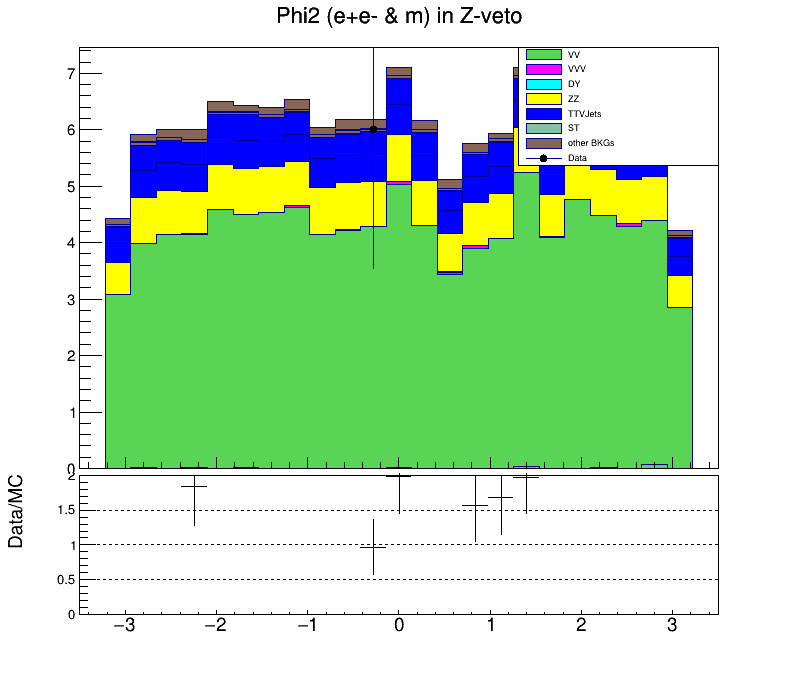 Phi2 (e+e- & m) in Z-veto
7
6
5
4
3
2
1
0
VV
VVV
DY
ZZ
TTVJets
ST
other BKGs
Data
Data/MC
2
1.5
1
0.5
0
−3
−2
−1
0
1
2
3